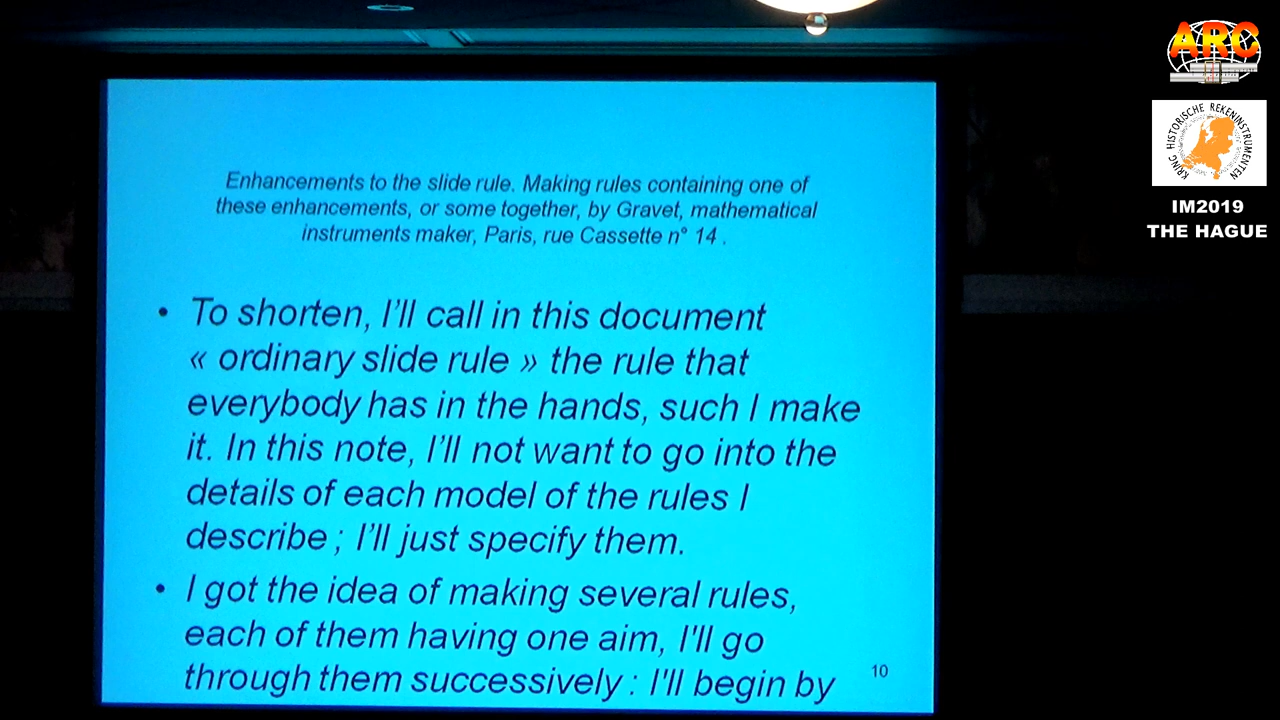 Enhancements to the slide rule. Making rules containing one of
these enhancements, or some together, by Gravet, mathematical
instruments maker, Paris, rue Cassette n° 14 .
• To shorten, I’ll call in this document
« ordinary slide rule » the rule that
everybody has in the hands, such I make
it. In this note, I’ll not want to go into the
details of each model of the rules I
describe ; I’ll just specify them.
• I got the idea of making several rules,
each of them having one aim, I'll go
through them successively : I'll begin by
10
ARC
KRING HISTORISCHE REKENINSTRUMENTEN
IM2019
THE HAGUE